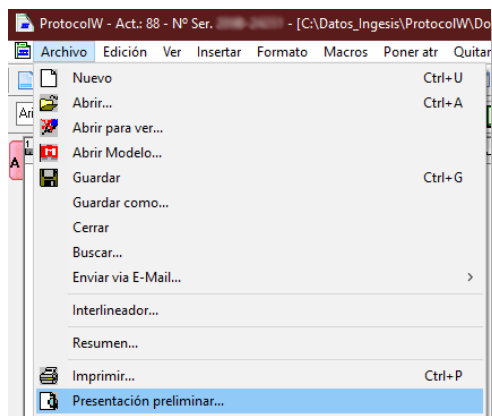 ProtocolW - Act.: 88 - Nº Ser. - [C:\Datos_Ingesis\ProtocolW\Do
Archivo Edición Ver Insertar Formato Macros Poner atr Quitar
Nuevo Ctrl+U
Ari
Abrir... Ctrl+A
Abrir para ver...
1
A
Abrir Modelo...
Guardar Ctrl+G
Guardar como...
Cerrar
Buscar...
Enviar via E-Mail... >
Interlineador...
Resumen...
Imprimir... Ctrl+P
Presentación preliminar...